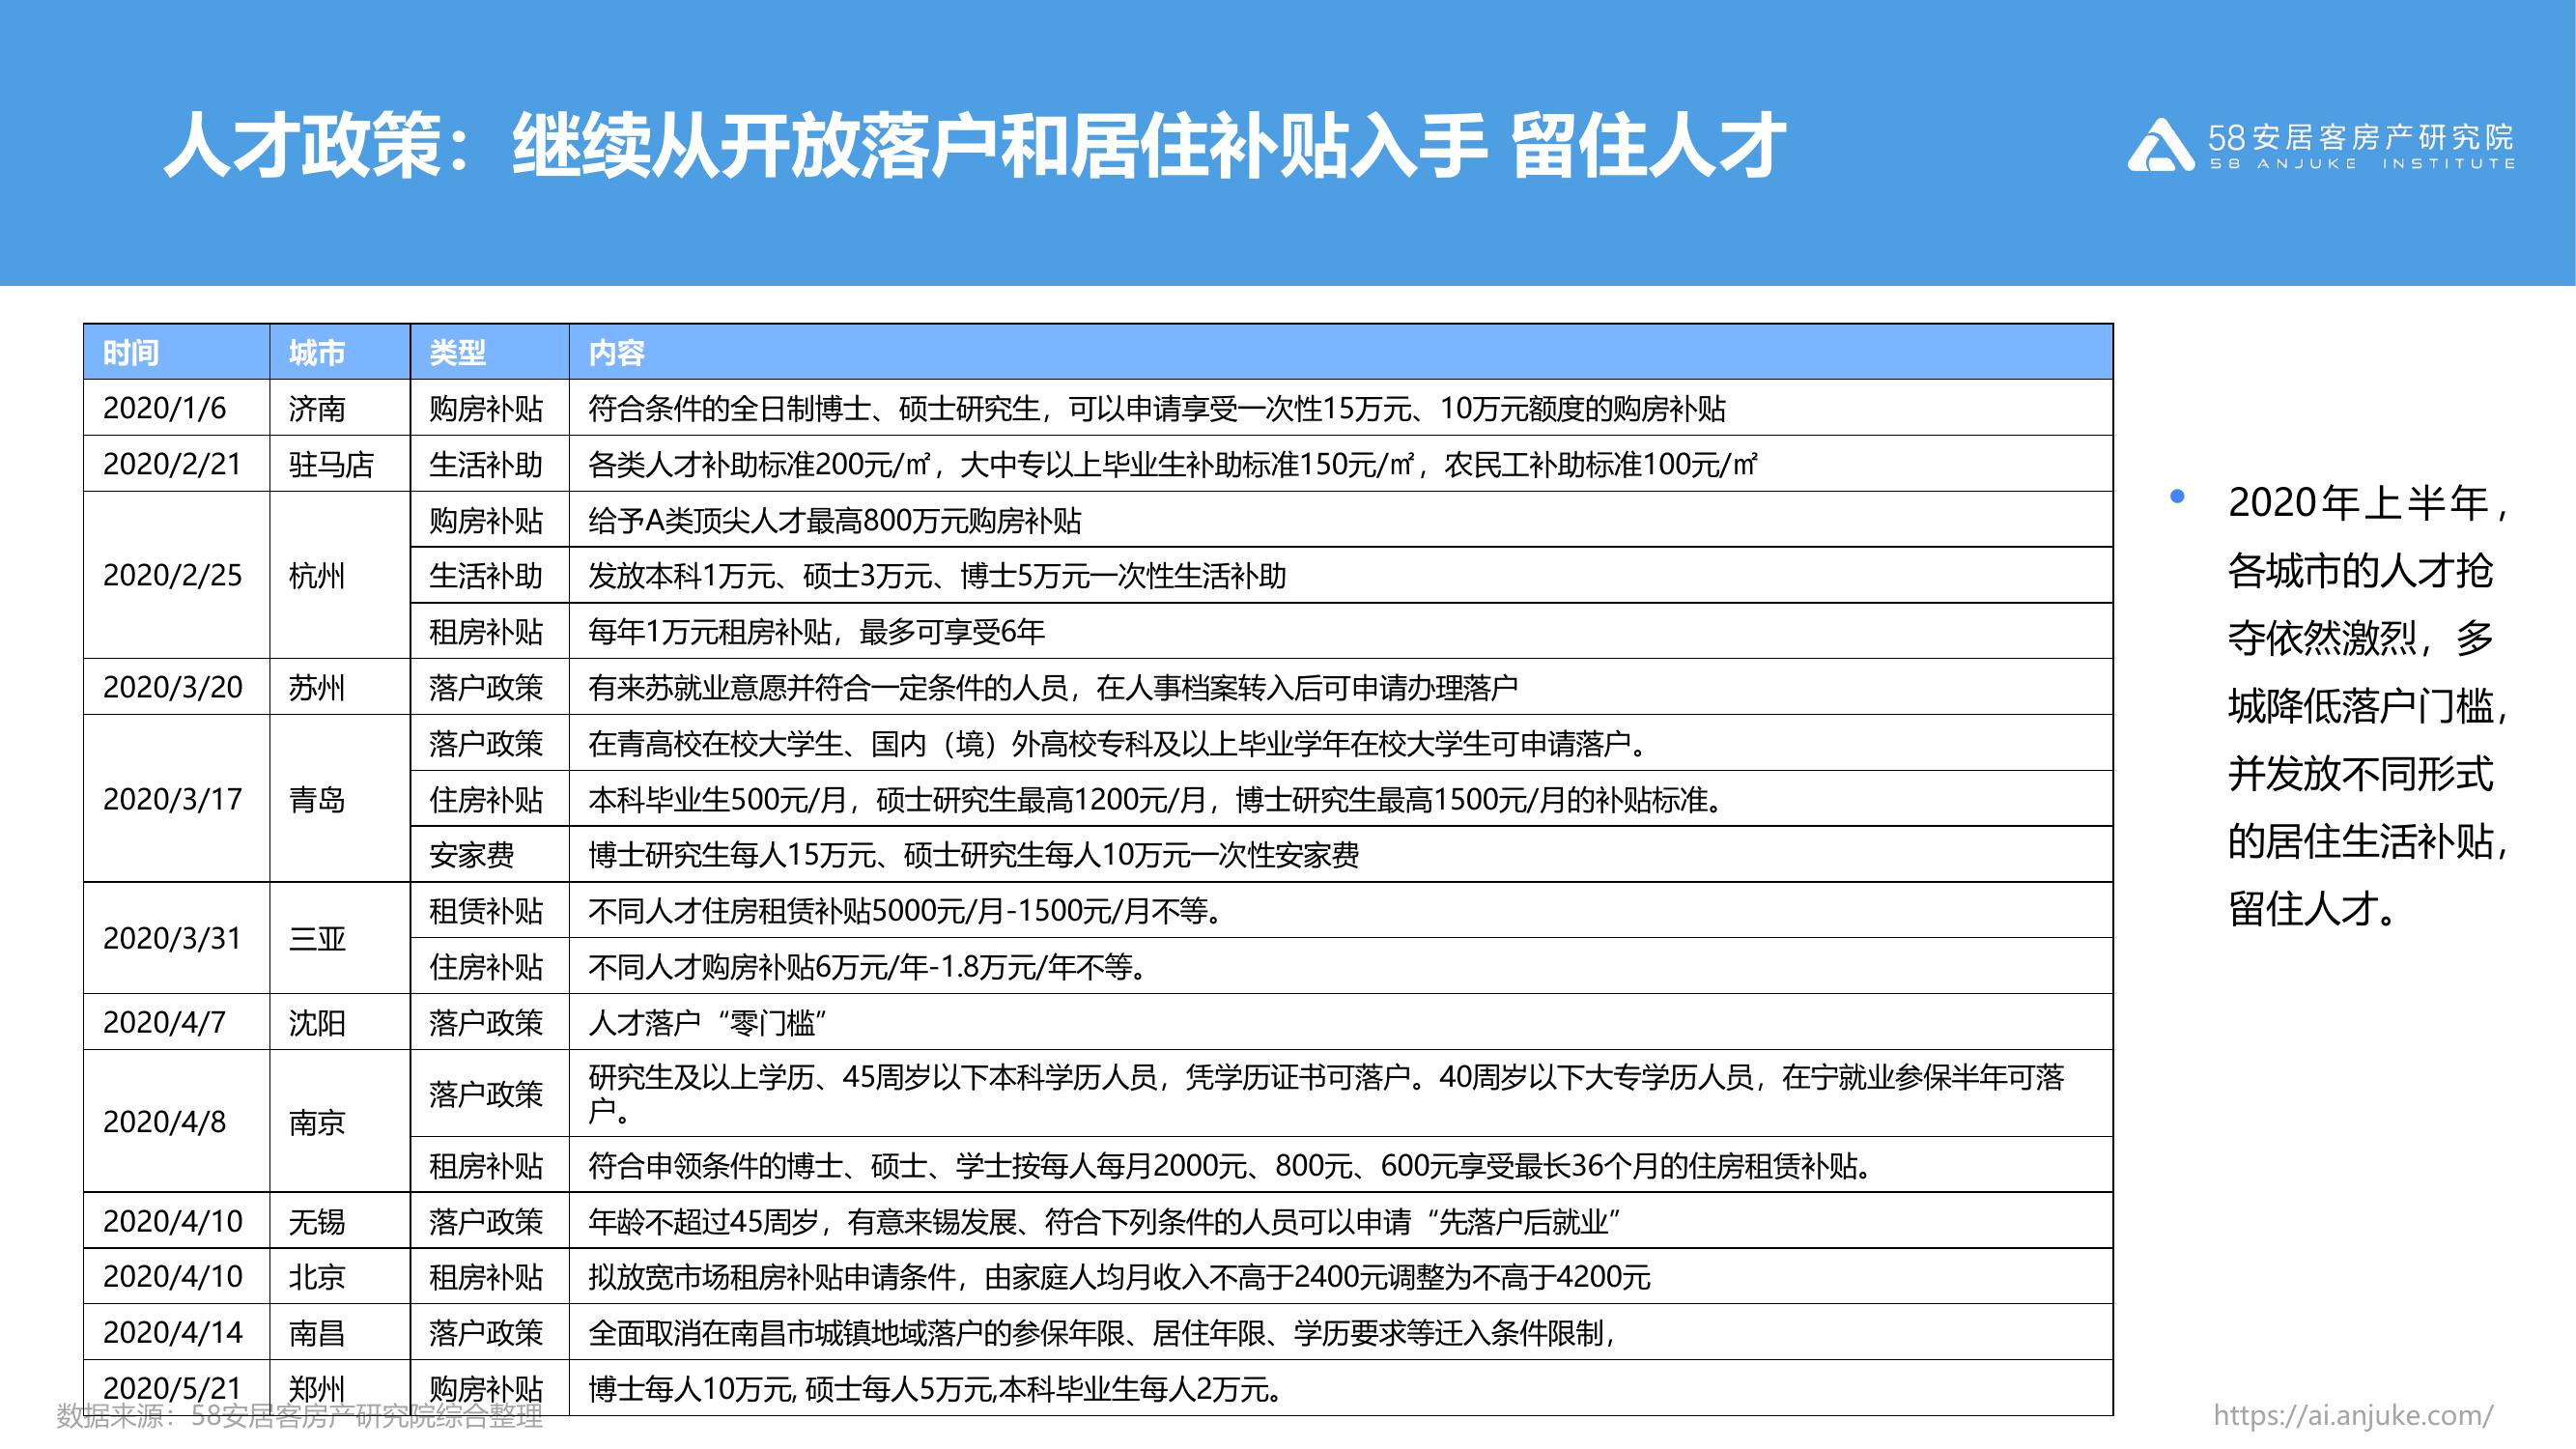 人才政策：继续从开放落户和居住补贴入手 留住人才
58安居客房产研究院
58 ANJUKE INSTITUTE
时间 城市 类型 内容
2020/1/6 济南 购房补贴 符合条件的全日制博士、硕士研究生，可以申请享受一次性15万元、10万元额度的购房补贴
2020/2/21 驻马店 生活补助 各类人才补助标准200元/㎡，大中专以上毕业生补助标准150元/㎡，农民工补助标准100元/㎡
2020/2/25 杭州 购房补贴 给予A类顶尖人才最高800万元购房补贴
生活补助 发放本科1万元、硕士3万元、博士5万元一次性生活补助
租房补贴 每年1万元租房补贴，最多可享受6年
2020/3/20 苏州 落户政策 有来苏就业意愿并符合一定条件的人员，在人事档案转入后可申请办理落户
2020/3/17 青岛 落户政策 在青高校在校大学生、国内（境）外高校专科及以上毕业学年在校大学生可申请落户。
住房补贴 本科毕业生500元/月，硕士研究生最高1200元/月，博士研究生最高1500元/月的补贴标准。
安家费 博士研究生每人15万元、硕士研究生每人10万元一次性安家费
2020/3/31 三亚 租赁补贴 不同人才住房租赁补贴5000元/月-1500元/月不等。
住房补贴 不同人才购房补贴6万元/年-1.8万元/年不等。
2020/4/7 沈阳 落户政策 人才落户“零门槛”
2020/4/8 南京 落户政策 研究生及以上学历、45周岁以下本科学历人员，凭学历证书可落户。40周岁以下大专学历人员，在宁就业参保半年可落
户。
租房补贴 符合申领条件的博士、硕士、学士按每人每月2000元、800元、600元享受最长36个月的住房租赁补贴。
2020/4/10 无锡 落户政策 年龄不超过45周岁，有意来锡发展、符合下列条件的人员可以申请“先落户后就业”
2020/4/10 北京 租房补贴 拟放宽市场租房补贴申请条件，由家庭人均月收入不高于2400元调整为不高于4200元
2020/4/14 南昌 落户政策 全面取消在南昌市城镇地域落户的参保年限、居住年限、学历要求等迁入条件限制，
2020/5/21 郑州 购房补贴 博士每人10万元, 硕士每人5万元,本科毕业生每人2万元。
• 2020年上半年，
各城市的人才抢
夺依然激烈，多
城降低落户门槛，
并发放不同形式
的居住生活补贴，
留住人才。
数据来源：58安居客房产研究院综合整理
https://ai.anjuke.com/